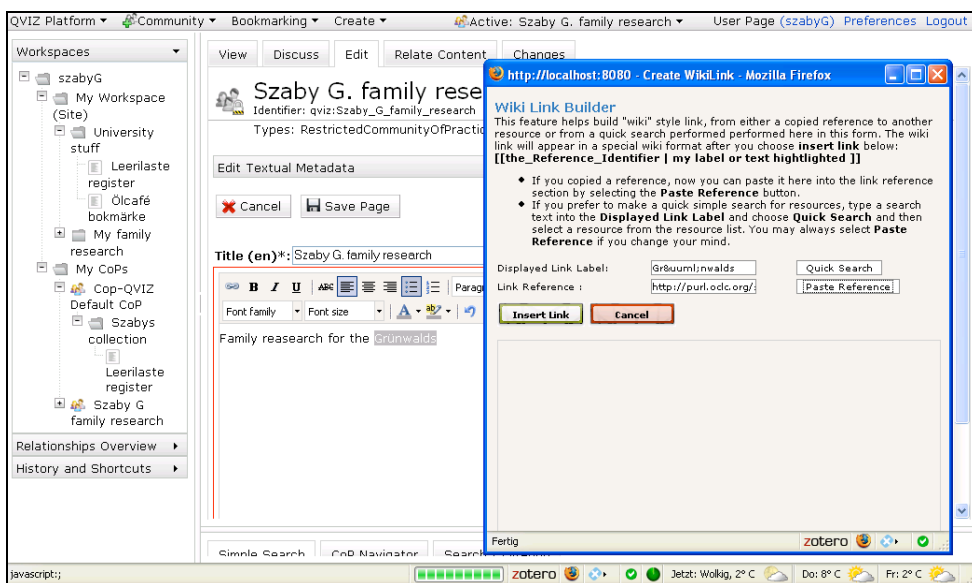 QVIZ Platform Community Bookmarking Create Active: Szaby G. family research User Page (szabyG) Preferences Logout
Workspaces
szabyG
My Workspace
(Site)
University
stuff
Leerilaste
register
Ölcafé
bokmärke
My family
research
My CoPs
Cop-QVIZ
Default CoP
Szabys
collection
Leerilaste
register
Szaby G
family research
Relationships Overview
History and Shortcuts
View Discuss Edit Relate Content Changes
Szaby G. family rese
Identifier: qviz:Szaby_G_family_research
Types: RestrictedCommunityOfPractic
Edit Textual Metadata
Cancel Save Page
Title (en)*: Szaby G. family research
B I U ABC Paragr
Font family Font size A ab
Family reasearch for the Grünwalds
Simple Search CoP Navigator Search
http://localhost:8080 - Create WikiLink - Mozilla Firefox
Wiki Link Builder
This feature helps build "wiki" style link, from either a copied reference to another
resource or from a quick search performed performed here in this form. The wiki
link will appear in a special wiki format after you choose insert link below:
[[the_Reference_Identifier | my label or text hightlighted ]]
If you copied a reference, now you can paste it here into the link reference
section by selecting the Paste Reference button.
If you prefer to make a quick simple search for resources, type a search
text into the Displayed Link Label and choose Quick Search and then
select a resource from the resource list. You may always select Paste
Reference if you change your mind.
Displayed Link Label: Gr&uuml;nwalds Quick Search
Link Reference : http://purl.oclc.org/ Paste Reference
Insert Link Cancel
Fertig zotero
javascript:; zotero Jetzt: Wolkig, 2° C Do: 8° C Fr: 2° C